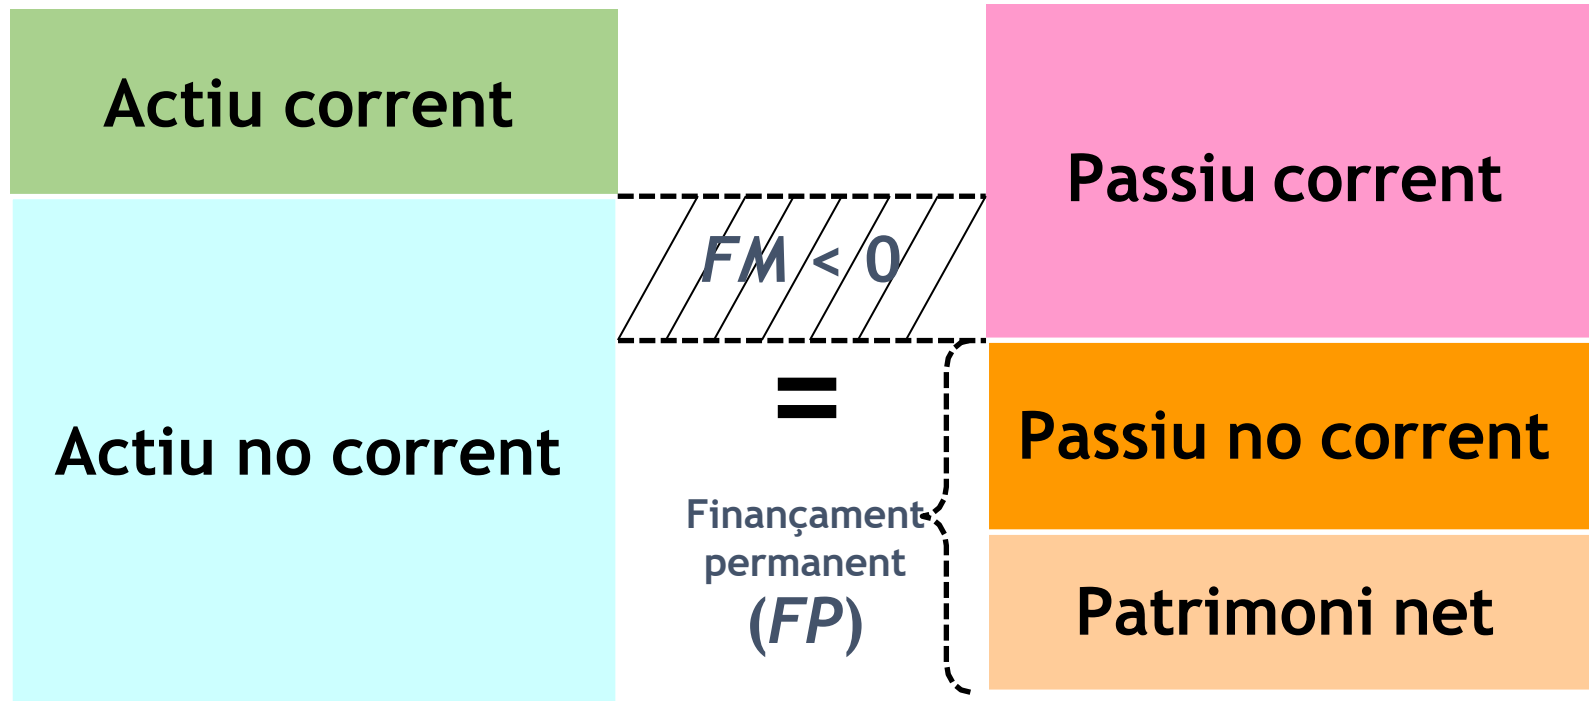 Actiu corrent
Passiu corrent
FM < 0
=
Actiu no corrent
Passiu no corrent
Finançament
permanent
(FP)
Patrimoni net